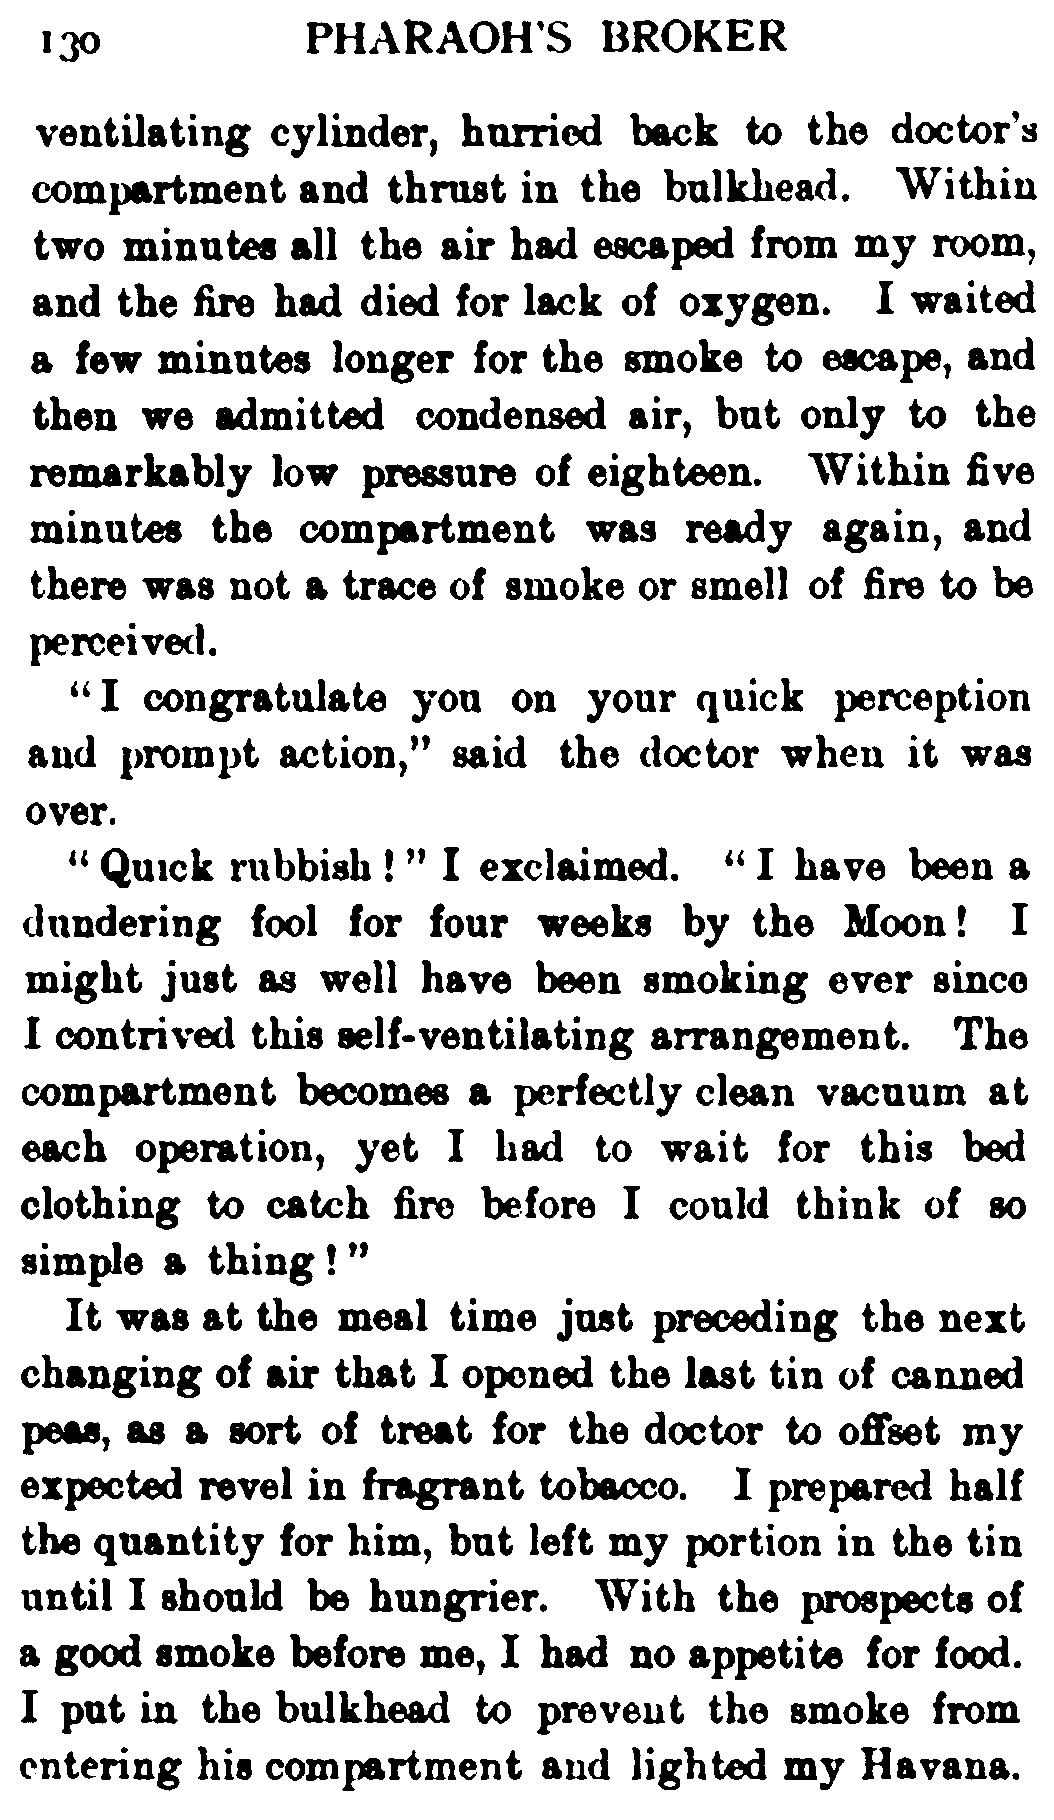 130 PHARAOH'S BROKER
ventilating cylinder, hurried back to the doctor's
compartment and thrust in the bulkhead. Within
two minutes all the air had escaped from my room,
and the fire had died for lack of oxygen. I waited
a few minutes longer for the smoke to escape, and
then we admitted condensed air, but only to the
remarkably low pressure of eighteen. Within five
minutes the compartment was ready again, and
there was not a trace of smoke or smell of fire to be
perceived.
"I congratulate you on your quick perception
and prompt action," said the doctor when it was
over.
"Quick rubbish!" I exclaimed. "I have been a
dundering fool for four weeks by the Moon! I
might just as well have been smoking ever since
I contrived this self-ventilating arrangement. The
compartment becomes a perfectly clean vacuum at
each operation, yet I had to wait for this bed
clothing to catch fire before I could think of so
simple a thing!"
It was at the meal time just preceding the next
changing of air that I opened the last tin of canned
peas, as a sort of treat for the doctor to offset my
expected revel in fragrant tobacco. I prepared half
the quantity for him, but left my portion in the tin
until I should be hungrier. With the prospects of
a good smoke before me, I had no appetite for food.
I put in the bulkhead to prevent the smoke from
entering his compartment and lighted my Havana.